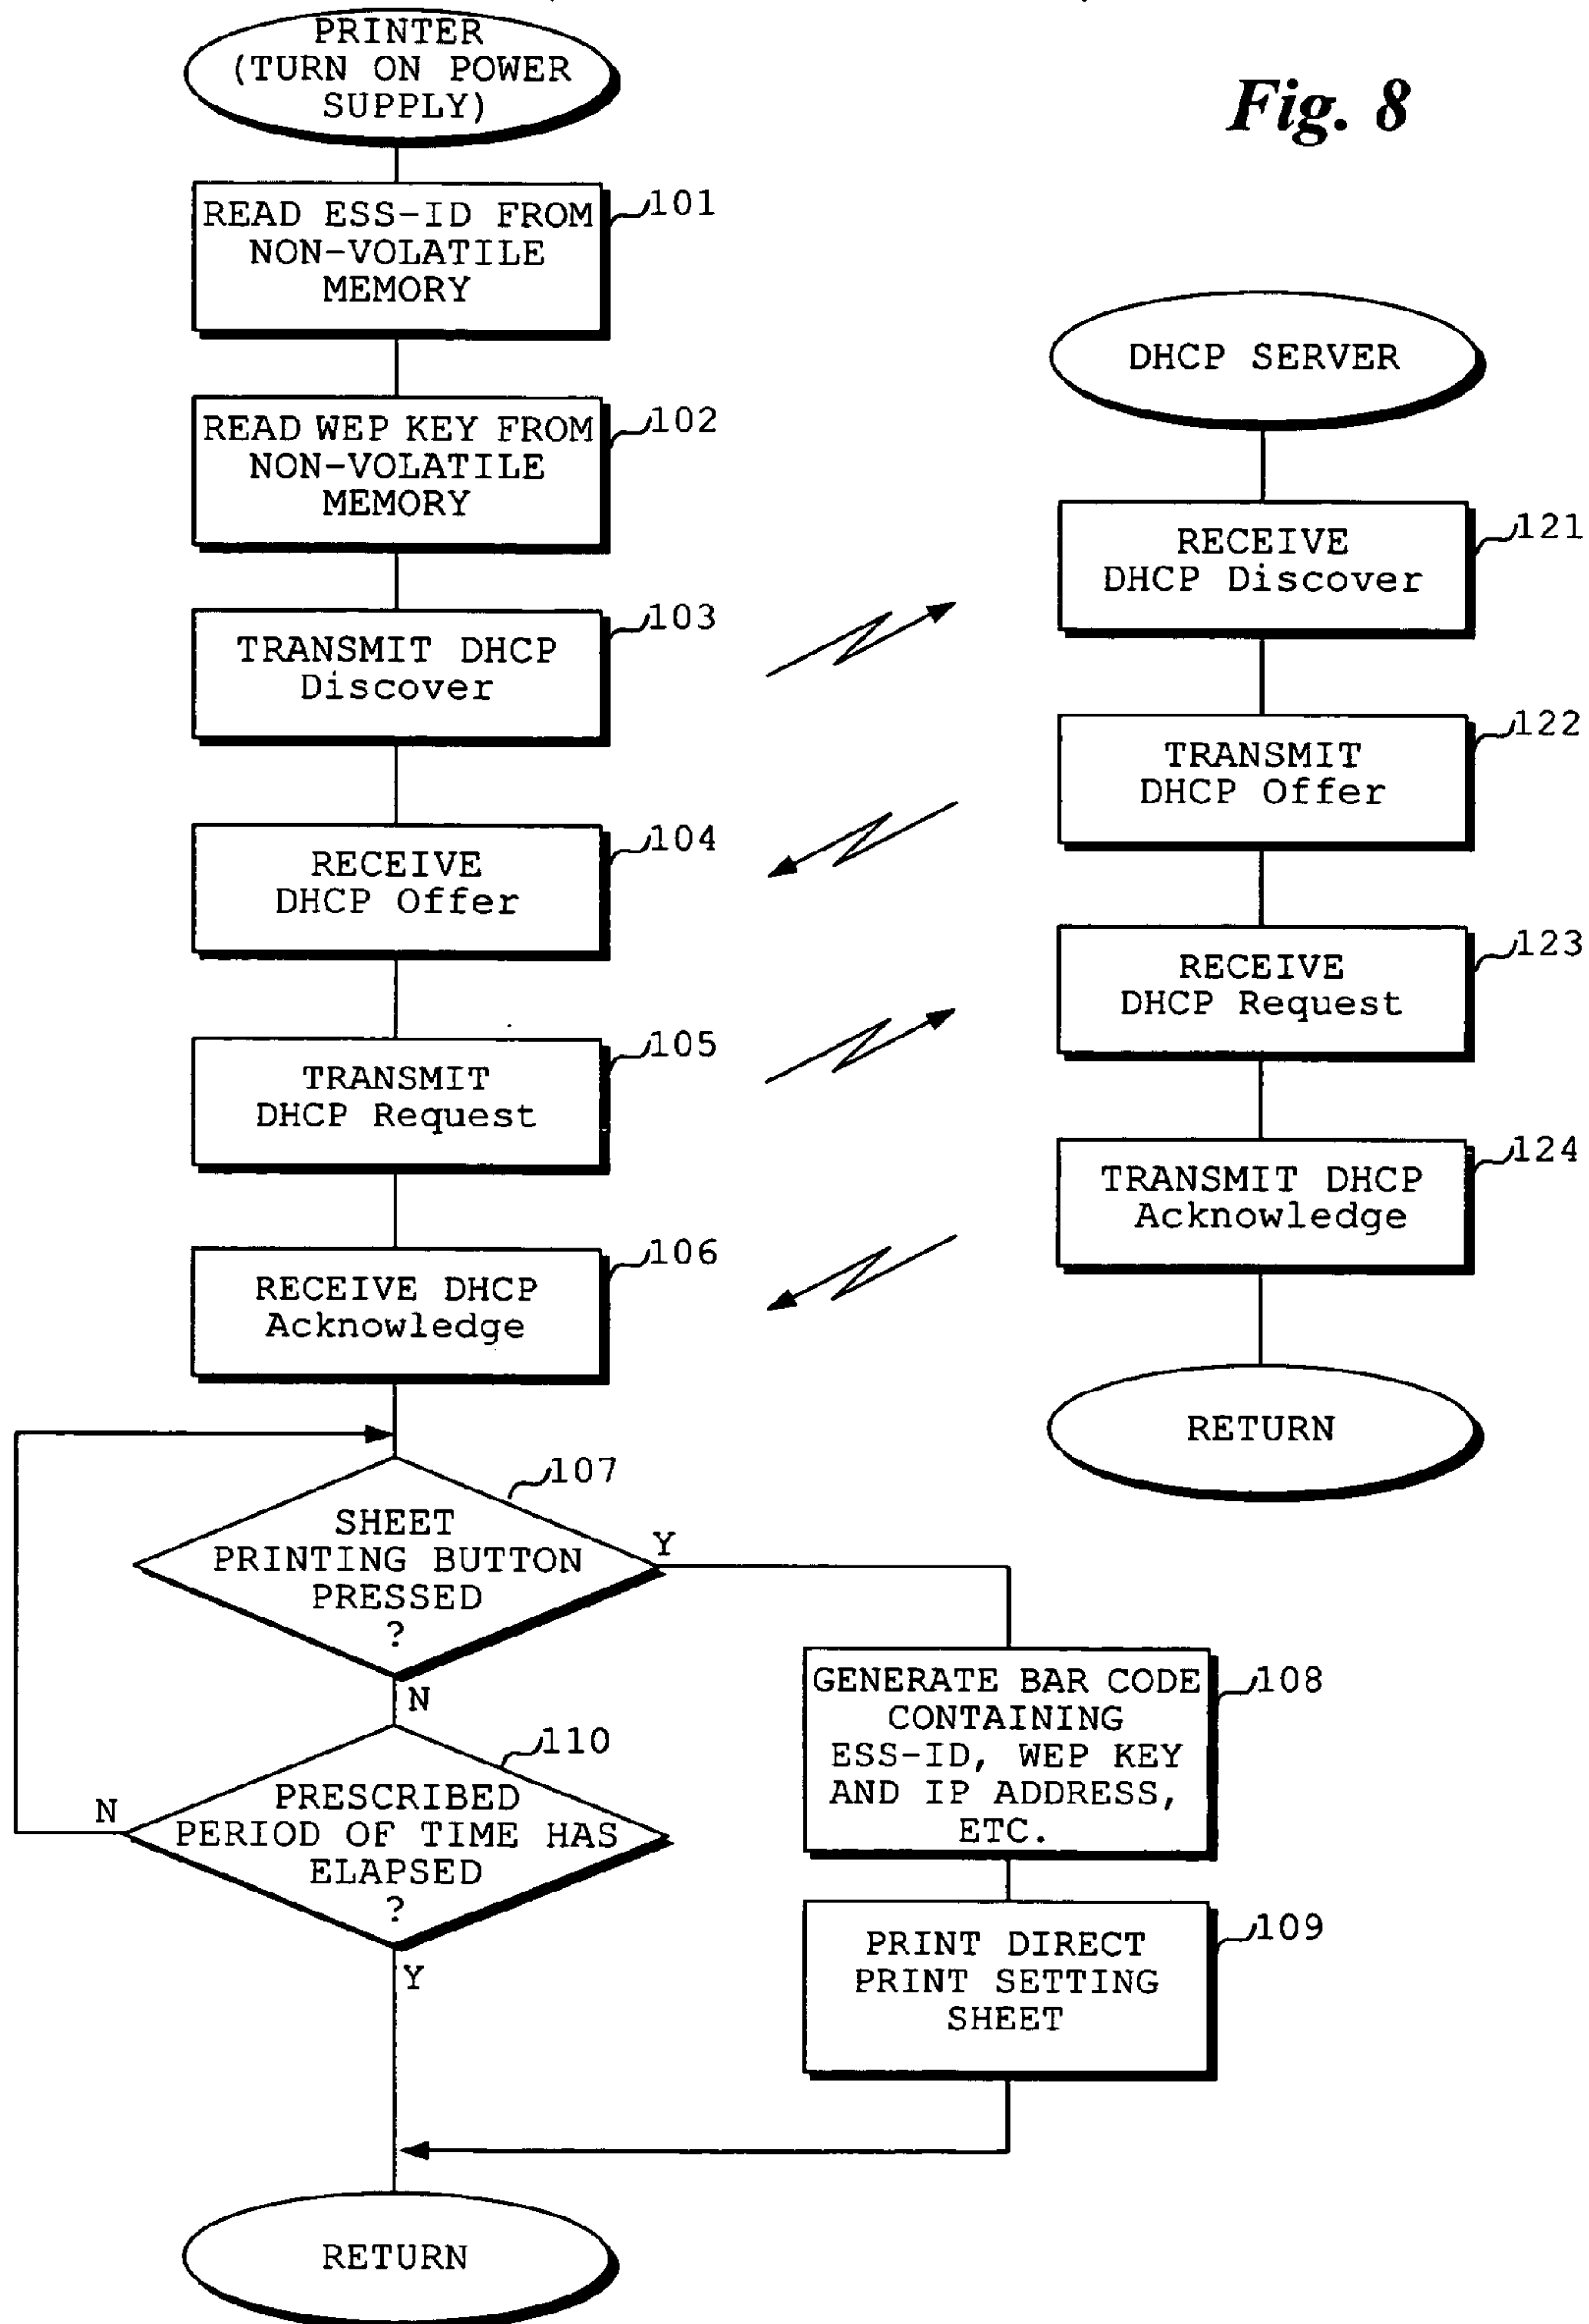 Fig. 8
PRINTER
(TURN ON POWER
SUPPLY)
READ ESS-ID FROM
NON-VOLATILE
MEMORY
101
READ WEP KEY FROM
NON-VOLATILE
MEMORY
102
TRANSMIT DHCP
Discover
103
RECEIVE
DHCP Offer
104
TRANSMIT
DHCP Request
105
RECEIVE DHCP
Acknowledge
106
SHEET
PRINTING BUTTON
PRESSED
?
107
Y
N
PRESCRIBED
PERIOD OF TIME HAS
ELAPSED
?
110
N
Y
GENERATE BAR CODE
CONTAINING
ESS-ID, WEP KEY
AND IP ADDRESS,
ETC.
108
PRINT DIRECT
PRINT SETTING
SHEET
109
RETURN
DHCP SERVER
RECEIVE
DHCP Discover
121
TRANSMIT
DHCP Offer
122
RECEIVE
DHCP Request
123
TRANSMIT DHCP
Acknowledge
124
RETURN